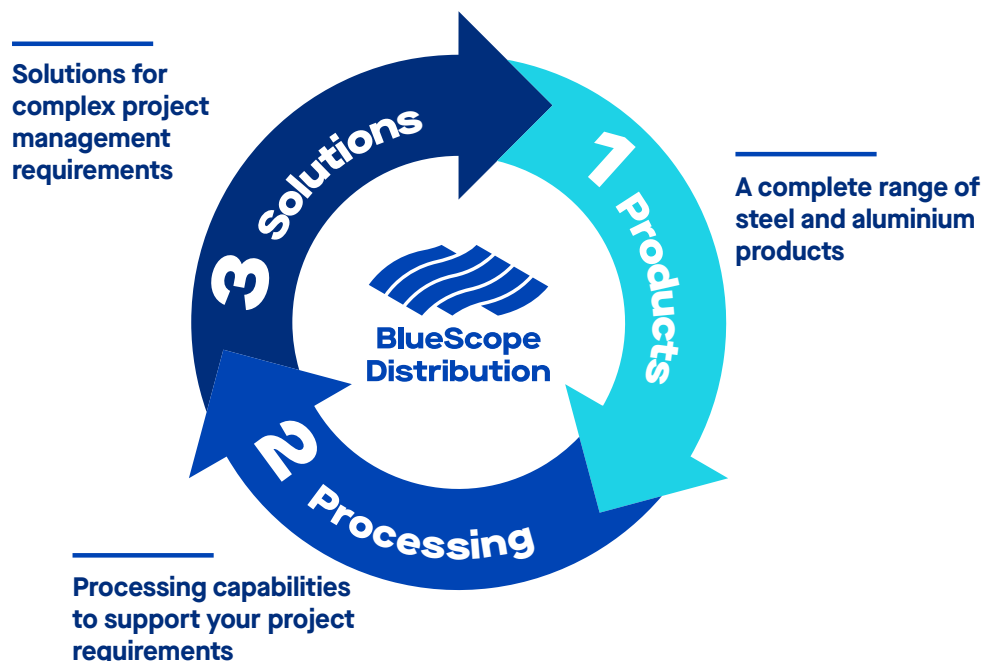 Solutions for
complex project
management
requirements
3 solutions
1 Products
A complete range of
steel and aluminium
products
BlueScope
Distribution
2 Processing
Processing capabilities
to support your project
requirements